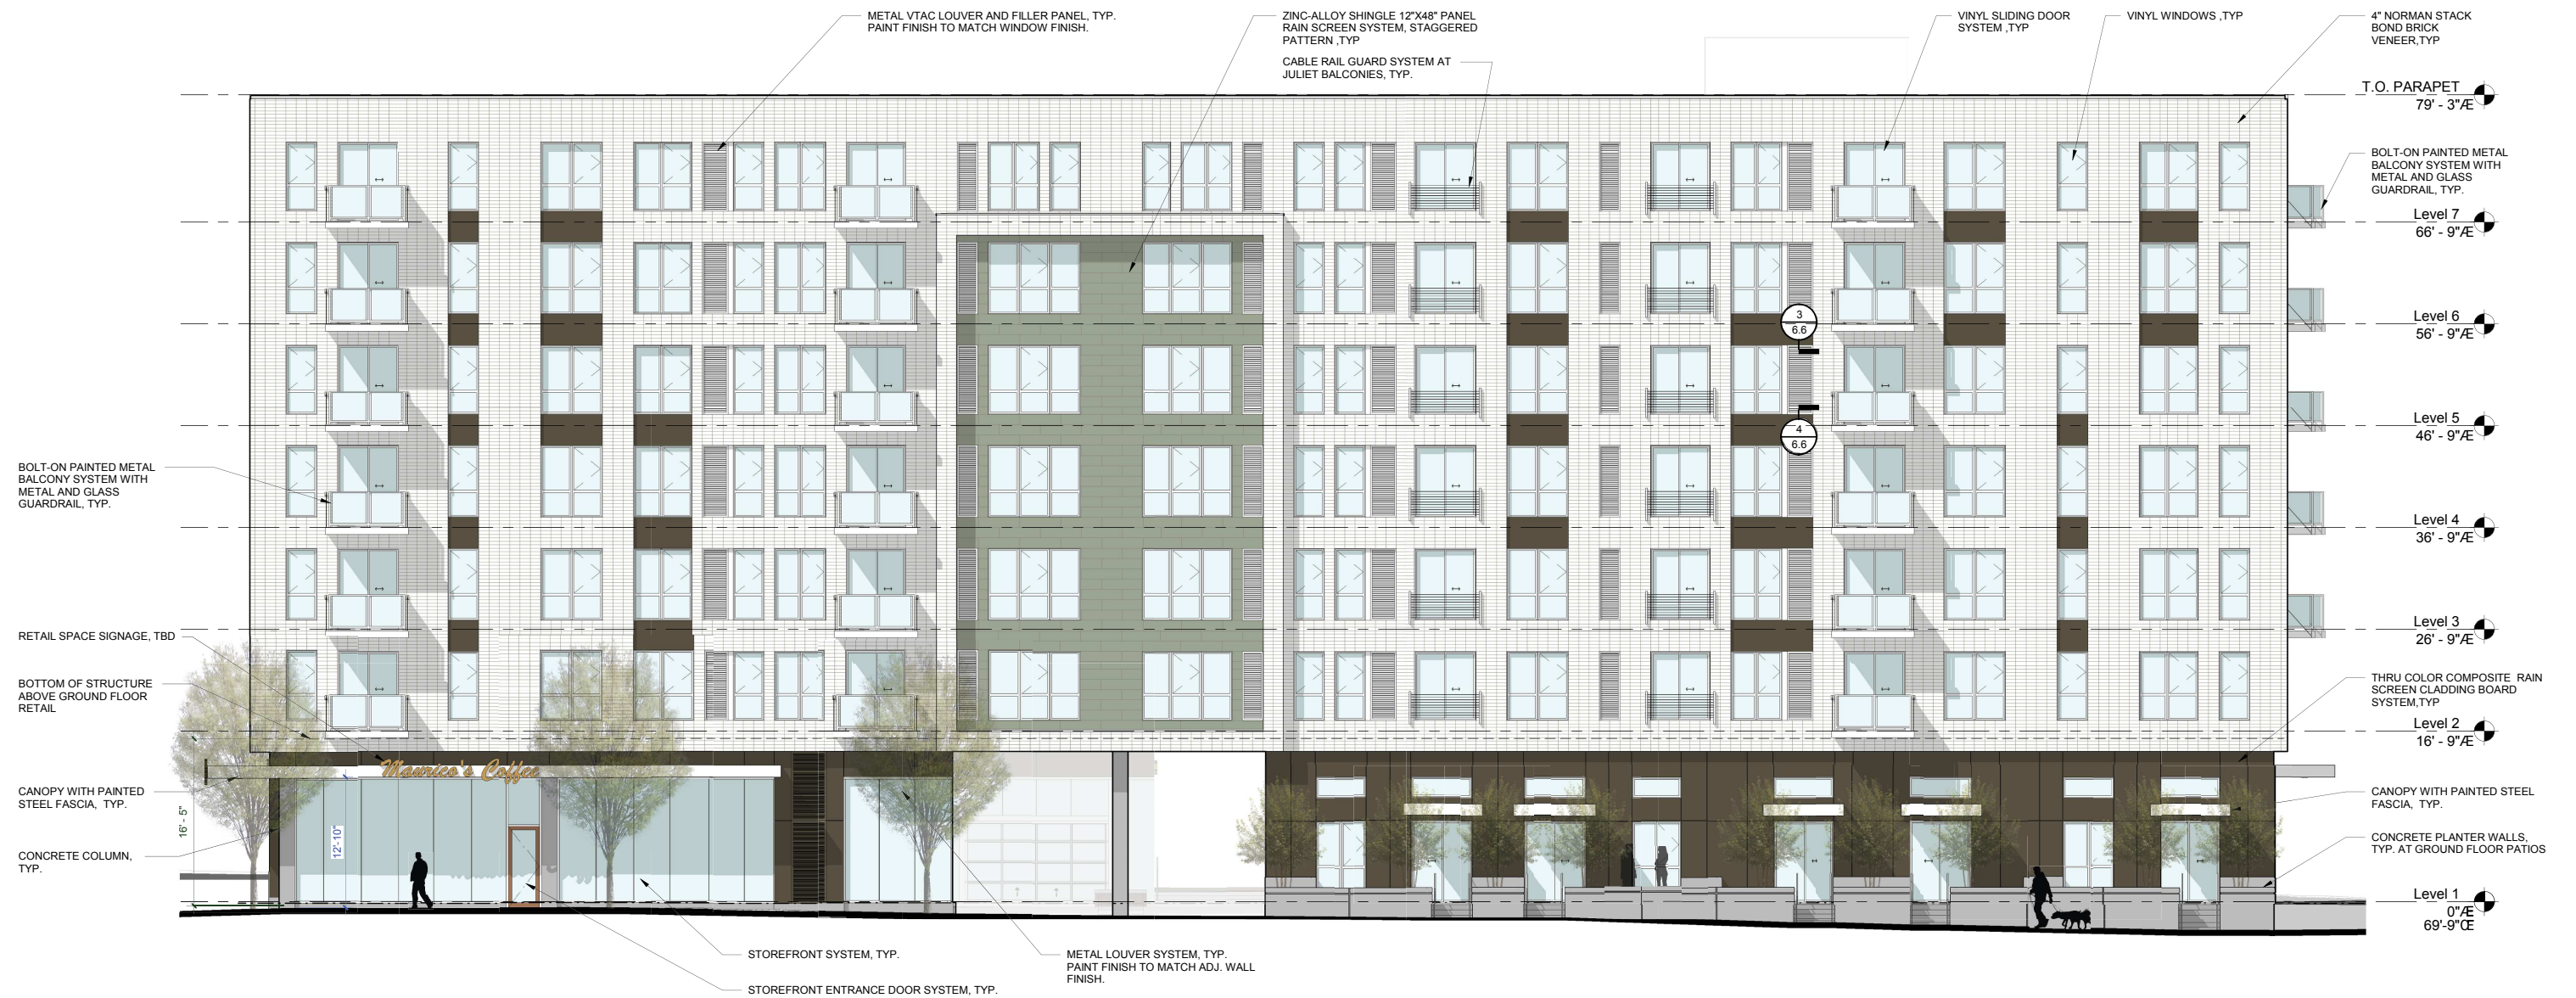 METAL VTAC LOUVER AND FILLER PANEL, TYP.
PAINT FINISH TO MATCH WINDOW FINISH.
ZINC-ALLOY SHINGLE 12"X48" PANEL
RAIN SCREEN SYSTEM, STAGGERED
PATTERN ,TYP
CABLE RAIL GUARD SYSTEM AT
JULIET BALCONIES, TYP.
VINYL SLIDING DOOR
SYSTEM ,TYP
VINYL WINDOWS ,TYP
4" NORMAN STACK
BOND BRICK
VENEER,TYP
T.O. PARAPET
79' - 3"Æ
BOLT-ON PAINTED METAL
BALCONY SYSTEM WITH
METAL AND GLASS
GUARDRAIL, TYP.
Level 7
66' - 9"Æ
Level 6
56' - 9"Æ
3
6.6
Level 5
46' - 9"Æ
4
6.6
BOLT-ON PAINTED METAL
BALCONY SYSTEM WITH
METAL AND GLASS
GUARDRAIL, TYP.
Level 4
36' - 9"Æ
Level 3
26' - 9"Æ
RETAIL SPACE SIGNAGE, TBD
BOTTOM OF STRUCTURE
ABOVE GROUND FLOOR
RETAIL
THRU COLOR COMPOSITE  RAIN
SCREEN CLADDING BOARD
SYSTEM,TYP
Level 2
16' - 9"Æ
Maurico's Coffee
CANOPY WITH PAINTED
STEEL FASCIA,  TYP.
16' - 5"
12'- 10"
CONCRETE COLUMN,
TYP.
CANOPY WITH PAINTED STEEL
FASCIA,  TYP.
CONCRETE PLANTER WALLS,
TYP. AT GROUND FLOOR PATIOS
Level 1
0"Æ
69'-9"Œ
STOREFRONT SYSTEM, TYP.
STOREFRONT ENTRANCE DOOR SYSTEM, TYP.
METAL LOUVER SYSTEM, TYP.
PAINT FINISH TO MATCH ADJ. WALL
FINISH.